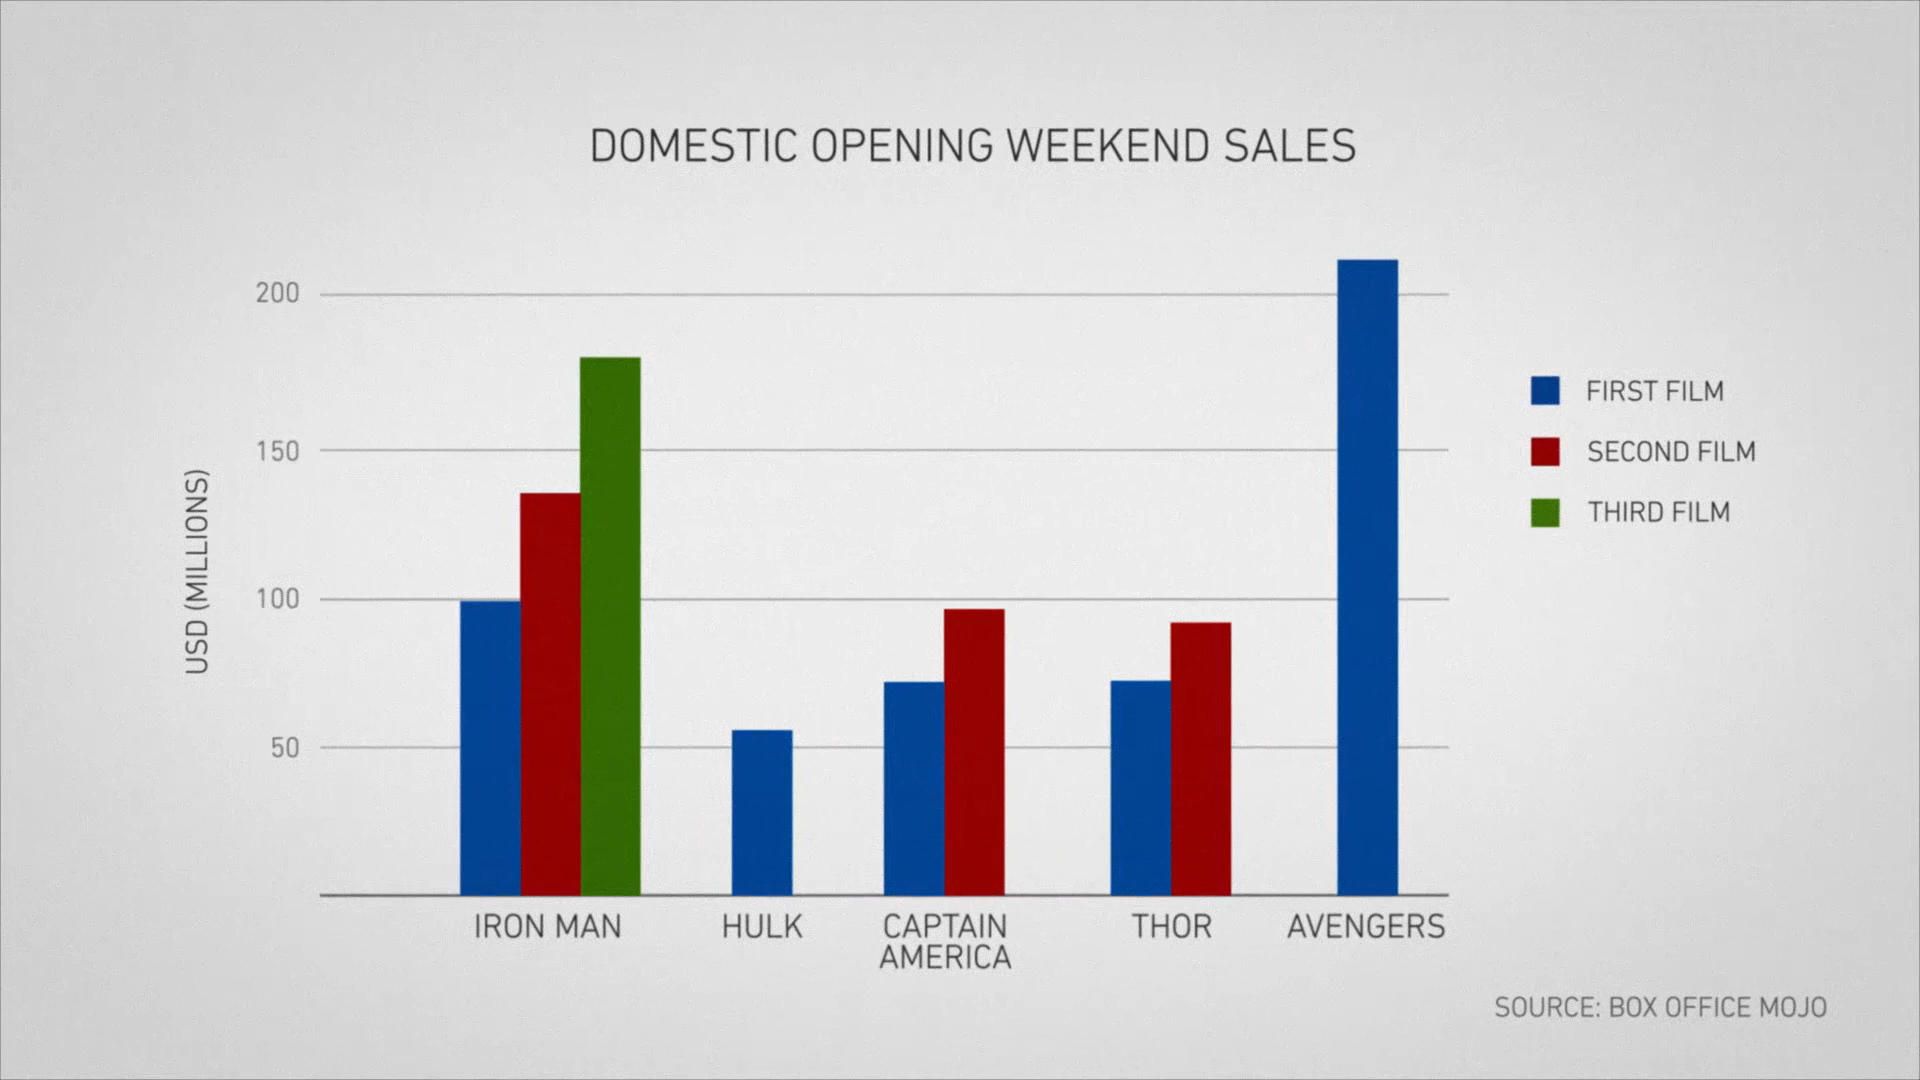 DOMESTIC OPENING WEEKEND SALES
200
150
100
50
USD (MILLIONS)
FIRST FILM
SECOND FILM
THIRD FILM
IRON MAN
HULK
CAPTAIN
AMERICA
THOR
AVENGERS
SOURCE: BOX OFFICE MOJO